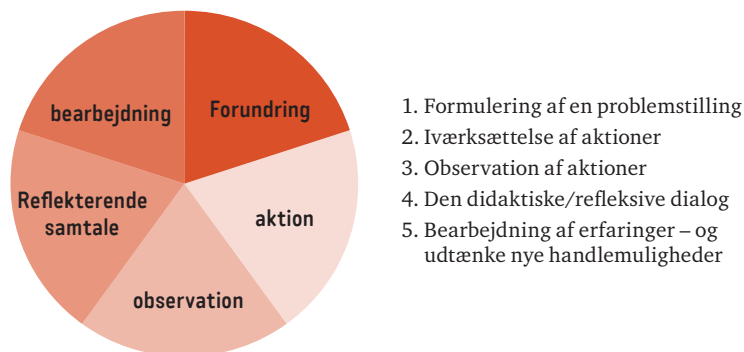 bearbejdning
Forundring
Reflekterende
samtale
aktion
observation
1. Formulering af en problemstilling
2. Iværksættelse af aktioner
3. Observation af aktioner
4. Den didaktiske/refleksive dialog
5. Bearbejdning af erfaringer – og
udtænke nye handlemuligheder